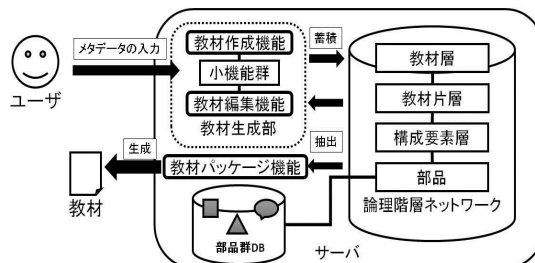 メタデータの入力
ユーザ
教材作成機能
小機能群
教材編集機能
教材生成部
蓄積
抽出
教材層
教材片層
構成要素層
部品
論理階層ネットワーク
生成
教材
教材パッケージ機能
部品群DB
サーバ